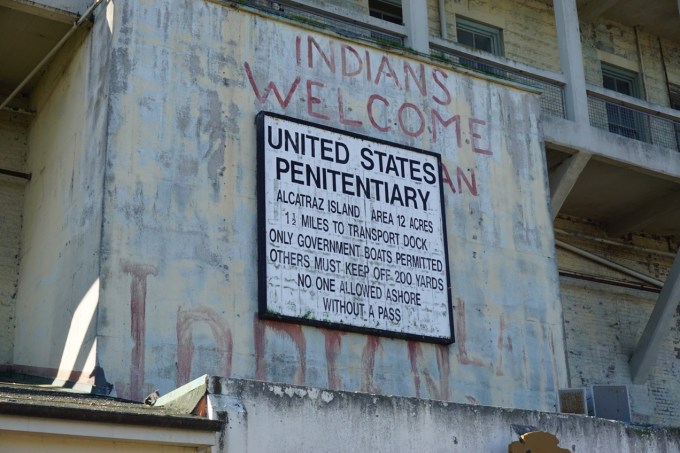 INDIANS
WELCOME
UNITED STATES
PENITENTIARY
ALCATRAZ ISLAND AREA 12 ACRES
1½ MILES TO TRANSPORT DOCK
ONLY GOVERNMENT BOATS PERMITTED
OTHERS MUST KEEP OFF 200 YARDS
NO ONE ALLOWED ASHORE
WITHOUT A PASS